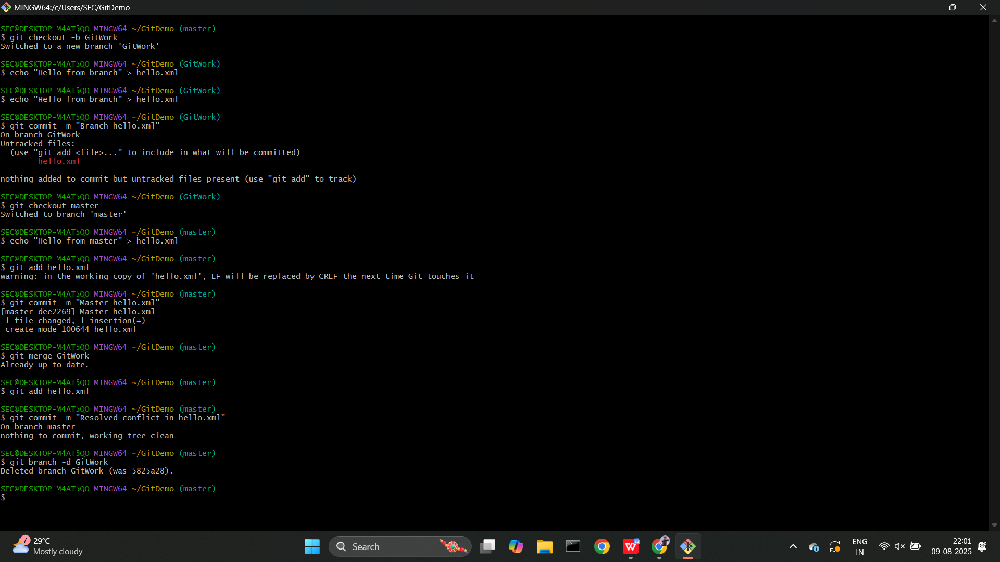 MINGW64:/c/Users/SEC/GitDemo
SEC@DESKTOP-M4AT5QO MINGW64 ~/GitDemo (master)
$ git checkout -b GitWork
Switched to a new branch 'GitWork'
SEC@DESKTOP-M4AT5QO MINGW64 ~/GitDemo (GitWork)
$ echo "Hello from branch" > hello.xml
SEC@DESKTOP-M4AT5QO MINGW64 ~/GitDemo (GitWork)
$ echo "Hello from branch" > hello.xml
SEC@DESKTOP-M4AT5QO MINGW64 ~/GitDemo (GitWork)
$ git commit -m "Branch hello.xml"
On branch GitWork
Untracked files:
  (use "git add <file>..." to include in what will be committed)
        hello.xml
nothing added to commit but untracked files present (use "git add" to track)
SEC@DESKTOP-M4AT5QO MINGW64 ~/GitDemo (GitWork)
$ git checkout master
Switched to branch 'master'
SEC@DESKTOP-M4AT5QO MINGW64 ~/GitDemo (master)
$ echo "Hello from master" > hello.xml
SEC@DESKTOP-M4AT5QO MINGW64 ~/GitDemo (master)
$ git add hello.xml
warning: in the working copy of 'hello.xml', LF will be replaced by CRLF the next time Git touches it
SEC@DESKTOP-M4AT5QO MINGW64 ~/GitDemo (master)
$ git commit -m "Master hello.xml"
[master dee2269] Master hello.xml
 1 file changed, 1 insertion(+)
 create mode 100644 hello.xml
SEC@DESKTOP-M4AT5QO MINGW64 ~/GitDemo (master)
$ git merge GitWork
Already up to date.
SEC@DESKTOP-M4AT5QO MINGW64 ~/GitDemo (master)
$ git add hello.xml
SEC@DESKTOP-M4AT5QO MINGW64 ~/GitDemo (master)
$ git commit -m "Resolved conflict in hello.xml"
On branch master
nothing to commit, working tree clean
SEC@DESKTOP-M4AT5QO MINGW64 ~/GitDemo (master)
$ git branch -d GitWork
Deleted branch GitWork (was 5825a28).
SEC@DESKTOP-M4AT5QO MINGW64 ~/GitDemo (master)
$
7
29°C
Mostly cloudy
Search
ENG
IN
22:01
09-08-2025